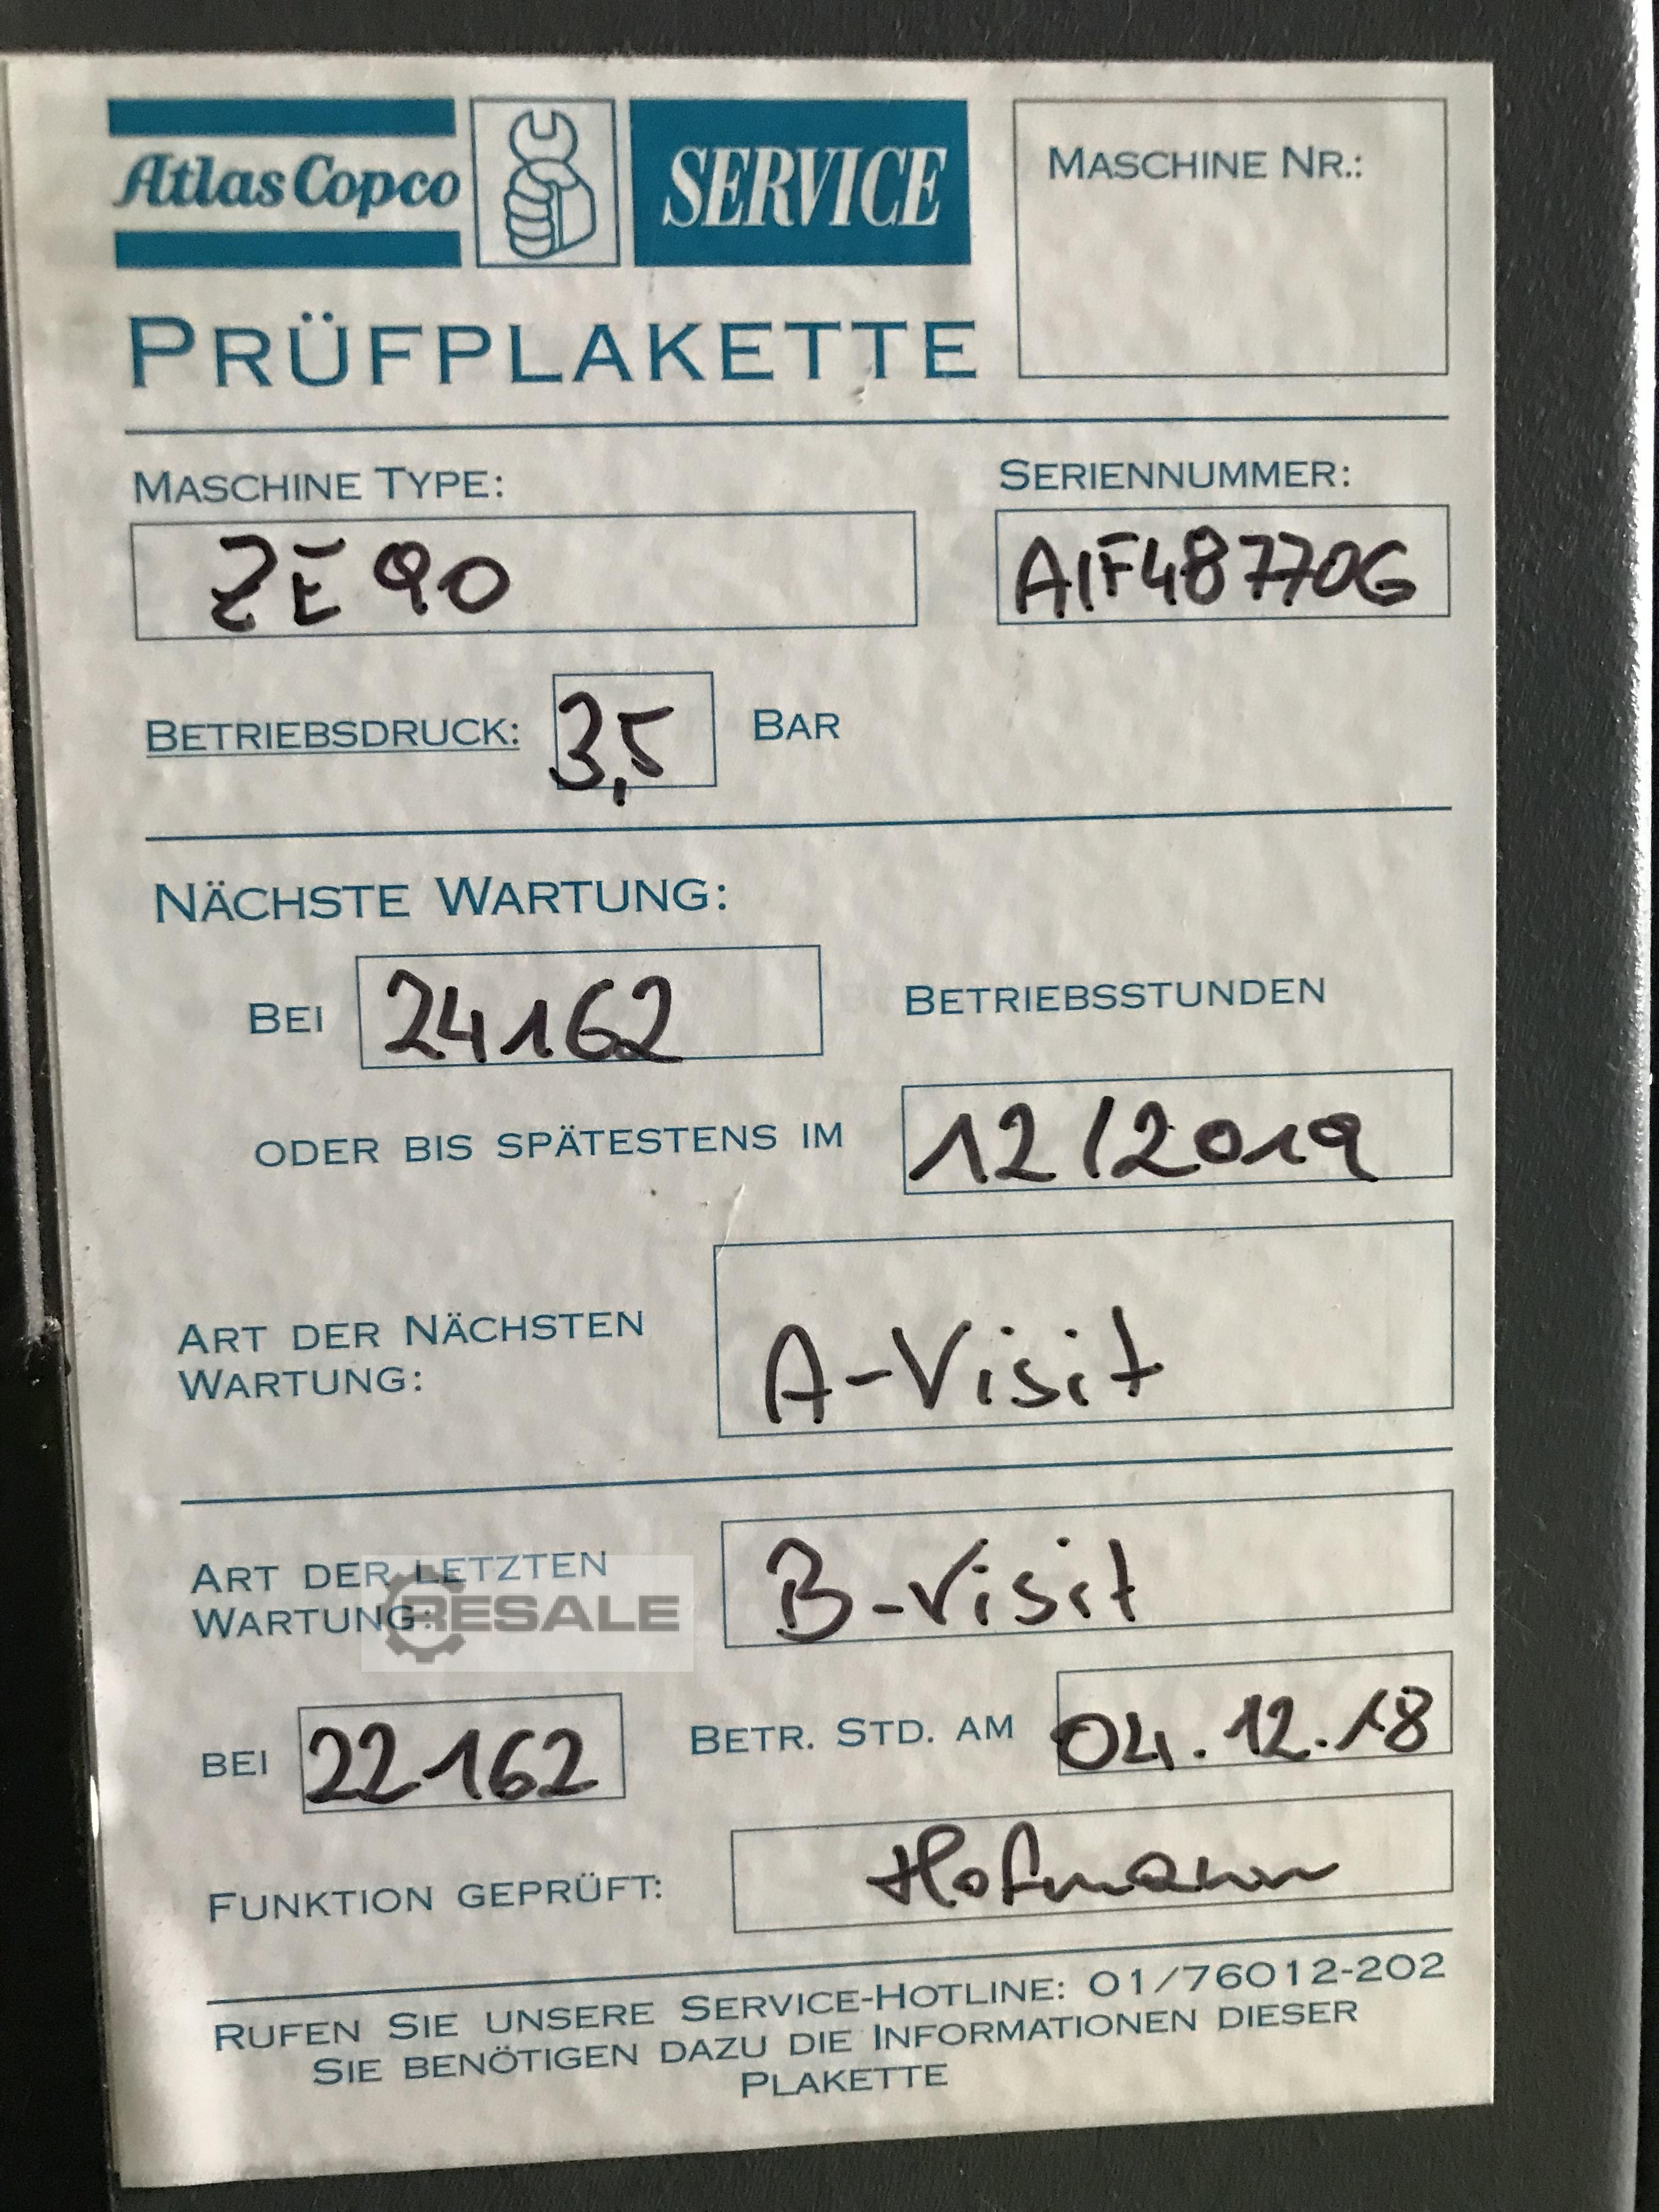 Atlas Copco SERVICE
MASCHINE NR.:
PRÜFPLAKETTE
MASCHINE TYPE: SERIENNUMMER:
ZE 90 AIF487706
BETRIEBSDRUCK: 3,5 BAR
NÄCHSTE WARTUNG:
BEI 24162 BETRIEBSSTUNDEN
ODER BIS SPÄTESTENS IM 12/2019
ART DER NÄCHSTEN
WARTUNG: A-Visit
ART DER LETZTEN
WARTUNG: B-Visit
RESALE
BEI 22162 BETR. STD. AM 04.12.18
FUNKTION GEPRÜFT: Hofmann
RUFEN SIE UNSERE SERVICE-HOTLINE: 01/76012-202
SIE BENÖTIGEN DAZU DIE INFORMATIONEN DIESER
PLAKETTE